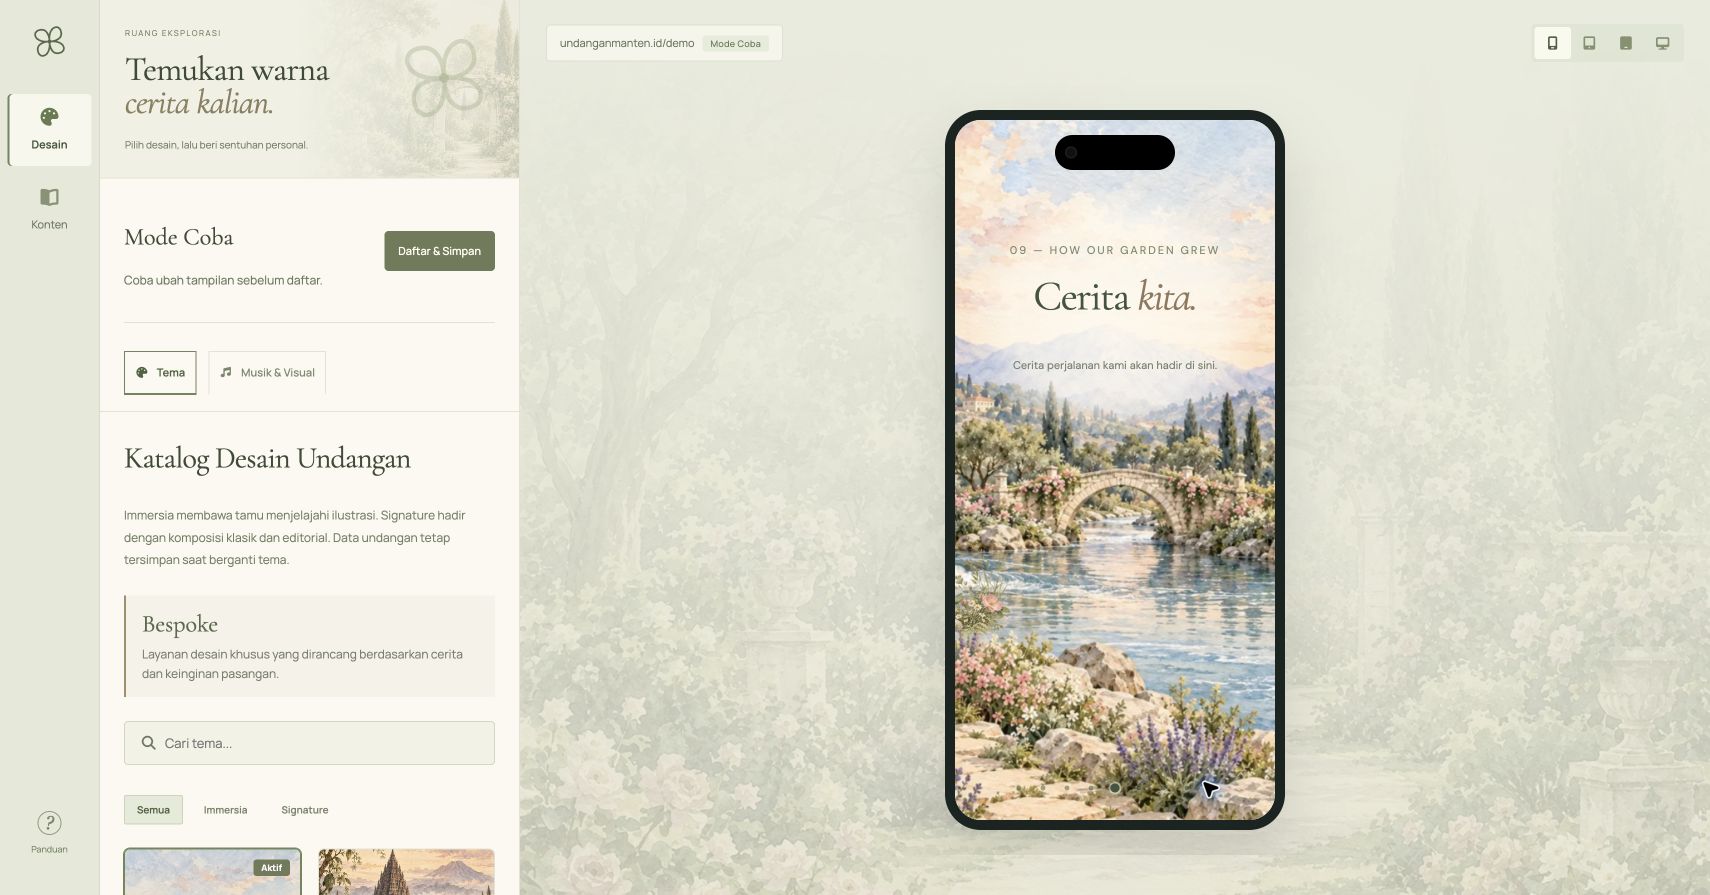 RUANG EKSPLORASI
Temukan warna
cerita kalian.
Pilih desain, lalu beri sentuhan personal.
Desain
Konten
Panduan
?
Mode Coba
Coba ubah tampilan sebelum daftar.
Daftar & Simpan
Tema
Musik & Visual
Katalog Desain Undangan
Immersia membawa tamu menjelajahi ilustrasi. Signature hadir
dengan komposisi klasik dan editorial. Data undangan tetap
tersimpan saat berganti tema.
Bespoke
Layanan desain khusus yang dirancang berdasarkan cerita
dan keinginan pasangan.
Cari tema...
Semua
Immersia
Signature
Aktif
undanganmanten.id/demo
Mode Coba
09 — HOW OUR GARDEN GREW
Cerita kita.
Cerita perjalanan kami akan hadir di sini.